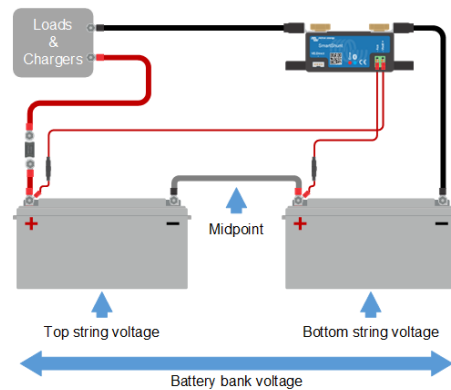 Loads
&
Chargers
SmartShunt
+
−
+
−
Midpoint
Top string voltage
Bottom string voltage
Battery bank voltage